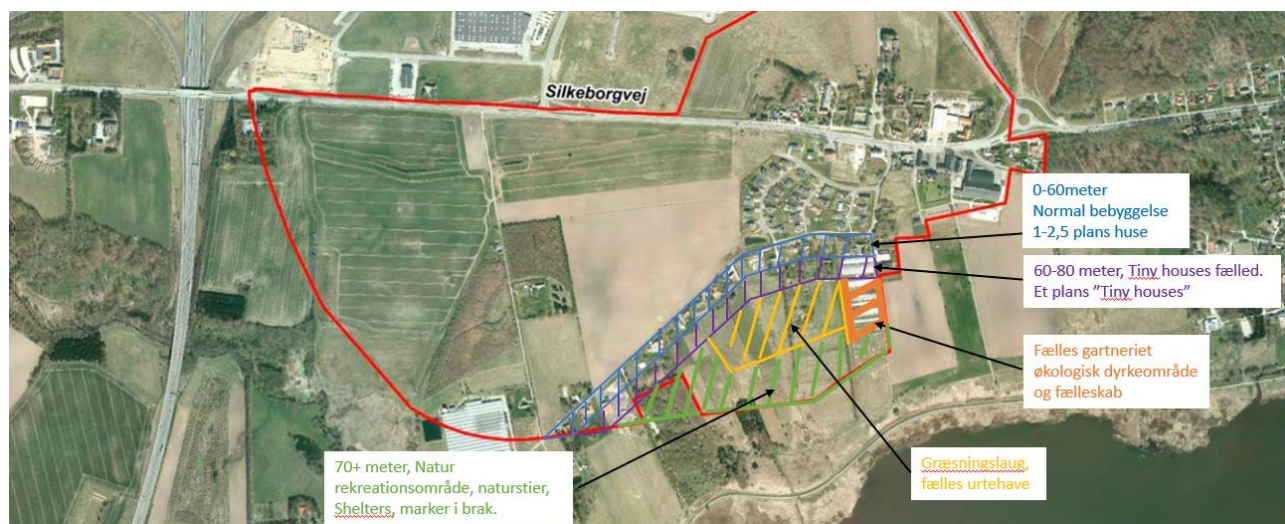 Silkeborgvej
0-60meter
Normal bebyggelse
1-2,5 plans huse
60-80 meter, Tiny houses fælled.
Et plans ”Tiny houses”
Fælles gartneriet
økologisk dyrkeområde
og fælleskab
Græsningslaug,
fælles urtehave
70+ meter, Natur
rekreationsområde, naturstier,
Shelters, marker i brak.